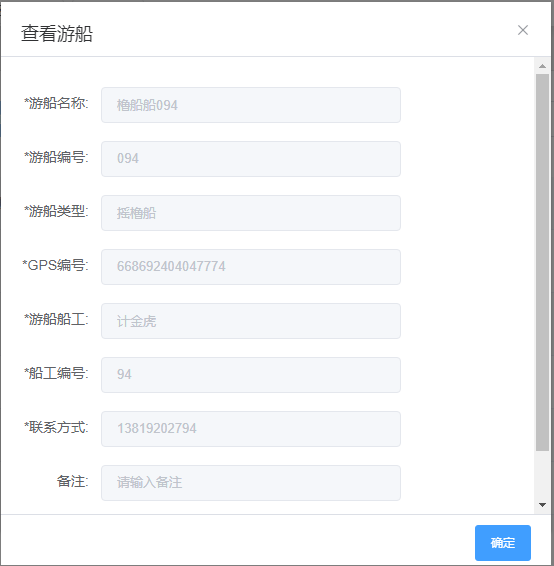 查看游船
*游船名称: 橹船船094
*游船编号: 094
*游船类型: 摇橹船
*GPS编号: 668692404047774
*游船船工: 计金虎
*船工编号: 94
*联系方式: 13819202794
备注: 请输入备注
确定